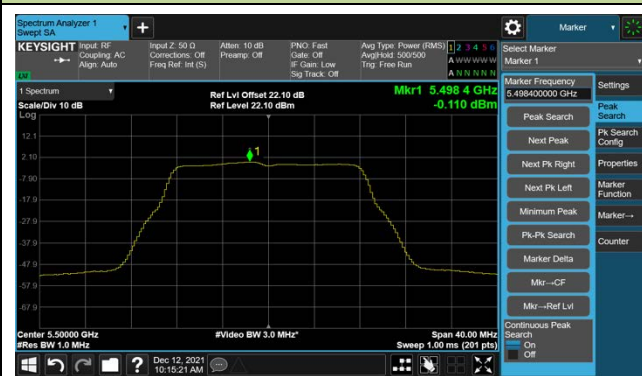 Spectrum Analyzer 1
Swept SA
+
Marker
KEYSIGHT
Input: RF
Coupling: AC
Align: Auto
Input Z: 50 Ω
Corrections: Off
Freq Ref: Int (S)
Atten: 10 dB
Preamp: Off
PNO: Fast
Gate: Off
IF Gain: Low
Sig Track: Off
Avg Type: Power (RMS)
Avg|Hold: 500/500
Trig: Free Run
1 2 3 4 5 6
A W W W W W
A N N N N N
LXI
Select Marker
Marker 1
1 Spectrum
Scale/Div 10 dB
Log
Ref Lvl Offset 22.10 dB
Ref Level 22.10 dBm
Mkr1 5.498 4 GHz
-0.110 dBm
12.1
2.10
-7.90
-17.9
-27.9
-37.9
-47.9
-57.9
-67.9
1
Center 5.50000 GHz
#Res BW 1.0 MHz
#Video BW 3.0 MHz*
Span 40.00 MHz
Sweep 1.00 ms (201 pts)
Marker Frequency
5.498400000 GHz
Peak Search
Next Peak
Next Pk Right
Next Pk Left
Minimum Peak
Pk-Pk Search
Marker Delta
Mkr→CF
Mkr→Ref Lvl
Continuous Peak
Search
On
Off
Settings
Peak
Search
Pk Search
Config
Properties
Marker
Function
Marker→
Counter
?
Dec 12, 2021
10:15:21 AM